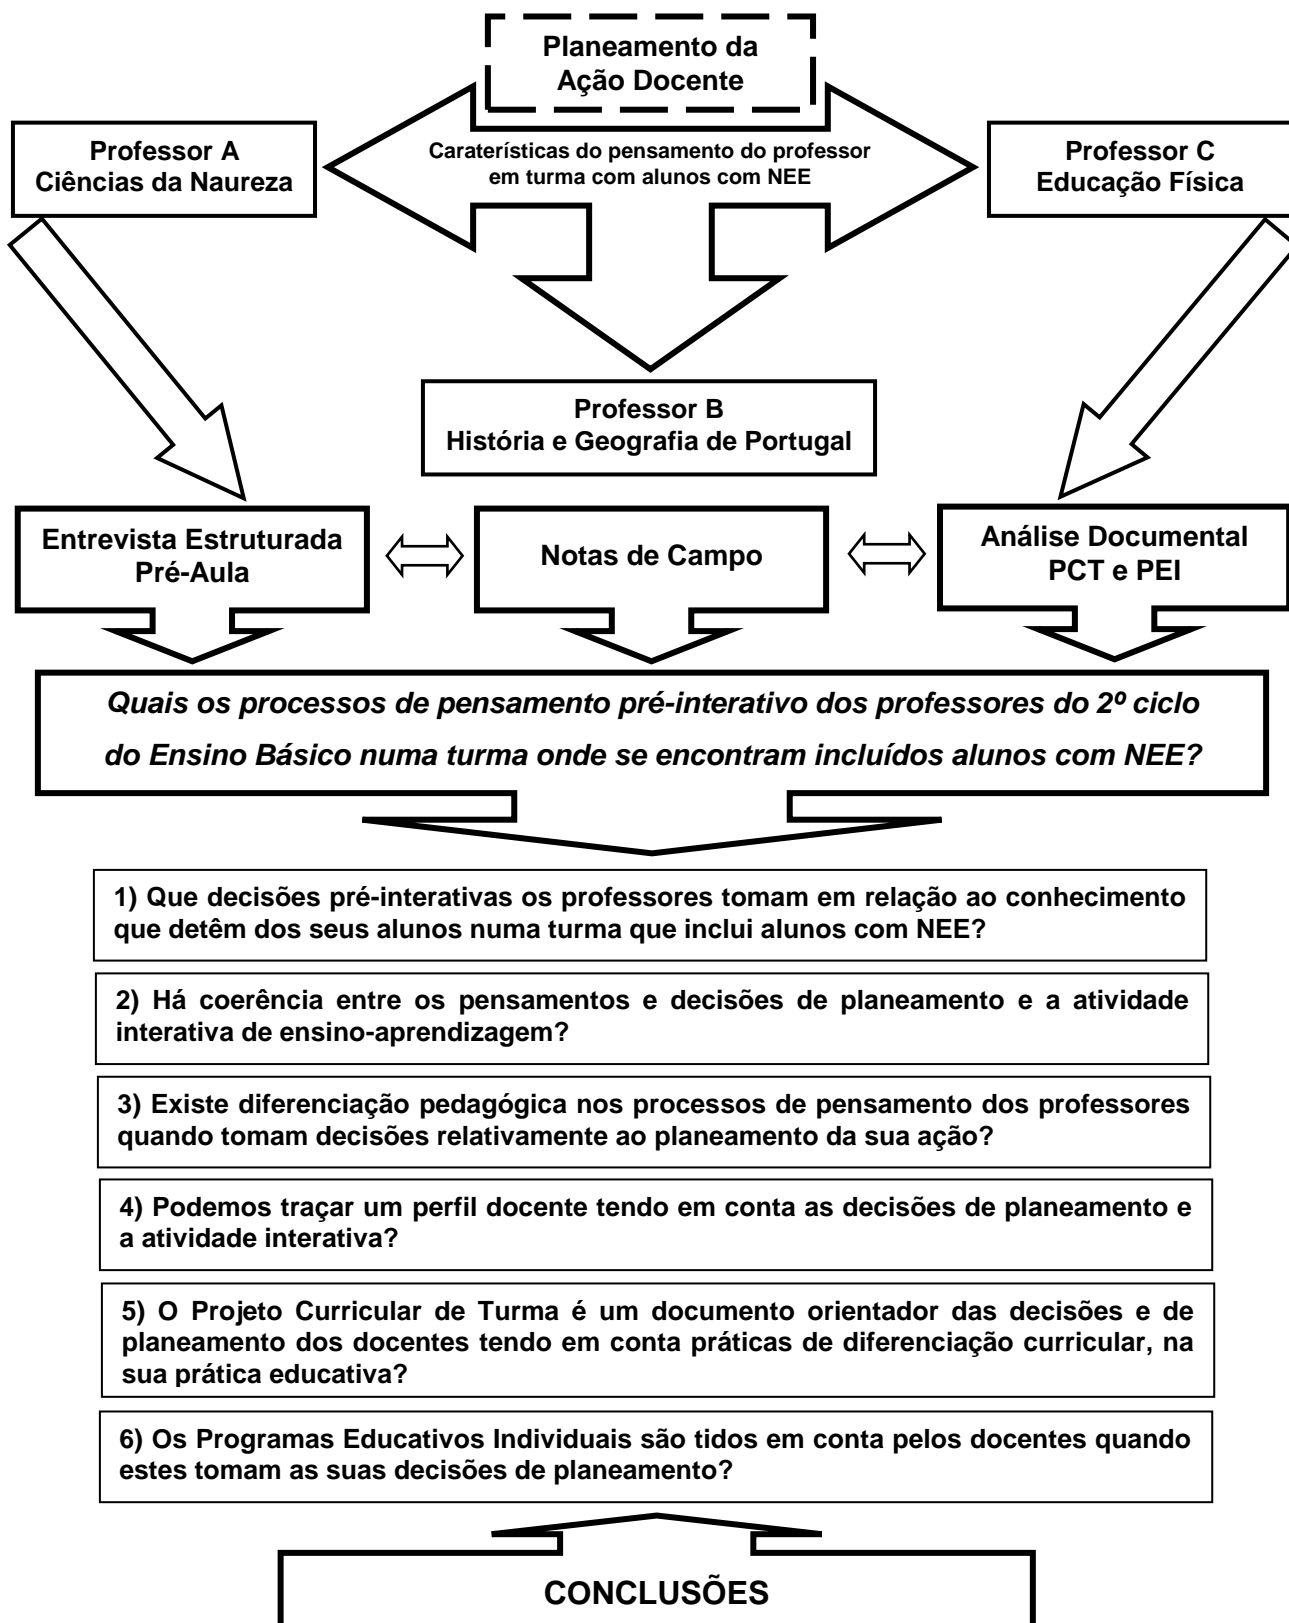 Planeamento da
Ação Docente
Professor A
Ciências da Naureza
Caraterísticas do pensamento do professor
em turma com alunos com NEE
Professor C
Educação Física
Professor B
História e Geografia de Portugal
Entrevista Estruturada
Pré-Aula
Notas de Campo
Análise Documental
PCT e PEI
Quais os processos de pensamento pré-interativo dos professores do 2º ciclo
do Ensino Básico numa turma onde se encontram incluídos alunos com NEE?
1) Que decisões pré-interativas os professores tomam em relação ao conhecimento
que detêm dos seus alunos numa turma que inclui alunos com NEE?
2) Há coerência entre os pensamentos e decisões de planeamento e a atividade
interativa de ensino-aprendizagem?
3) Existe diferenciação pedagógica nos processos de pensamento dos professores
quando tomam decisões relativamente ao planeamento da sua ação?
4) Podemos traçar um perfil docente tendo em conta as decisões de planeamento e
a atividade interativa?
5) O Projeto Curricular de Turma é um documento orientador das decisões e de
planeamento dos docentes tendo em conta práticas de diferenciação curricular, na
sua prática educativa?
6) Os Programas Educativos Individuais são tidos em conta pelos docentes quando
estes tomam as suas decisões de planeamento?
CONCLUSÕES